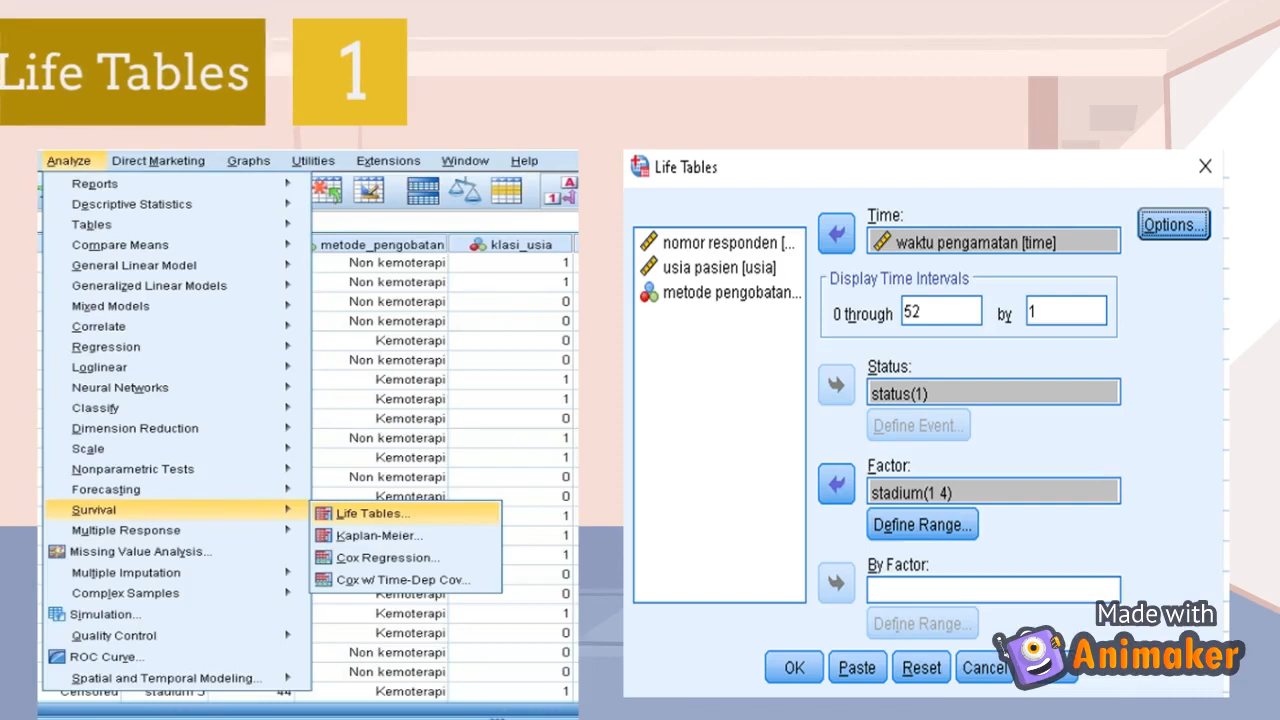 Life Tables
1
Analyze Direct Marketing Graphs Utilities Extensions Window Help
Reports
Descriptive Statistics
Tables
Compare Means
General Linear Model
Generalized Linear Models
Mixed Models
Correlate
Regression
Loglinear
Neural Networks
Classify
Dimension Reduction
Scale
Nonparametric Tests
Forecasting
Survival
Multiple Response
Missing Value Analysis...
Multiple Imputation
Complex Samples
Simulation...
Quality Control
ROC Curve...
Spatial and Temporal Modeling...
Life Tables...
Kaplan-Meier...
Cox Regression...
Cox w/ Time-Dep Cov...
A
1
metode_pengobatan klasi_usia
Non kemoterapi 1
Non kemoterapi 1
Non kemoterapi 0
Non kemoterapi 0
Kemoterapi 0
Non kemoterapi 0
Kemoterapi 1
Kemoterapi 1
Kemoterapi 0
Non kemoterapi 1
Kemoterapi 0
Non kemoterapi 0
Kemoterapi 0
1
1
1
0
Kemoterapi 0
Kemoterapi 1
Kemoterapi 0
Non kemoterapi 0
Non kemoterapi 0
Censored stadium 3 44 Kemoterapi 1
Life Tables
nomor responden [...
usia pasien [usia]
metode pengobatan...
Time:
waktu pengamatan [time]
Options...
Display Time Intervals
0 through 52 by 1
Status:
status(1)
Define Event...
Factor:
stadium(1 4)
Define Range...
By Factor:
Define Range...
OK Paste Reset Cancel
Made with
Animaker